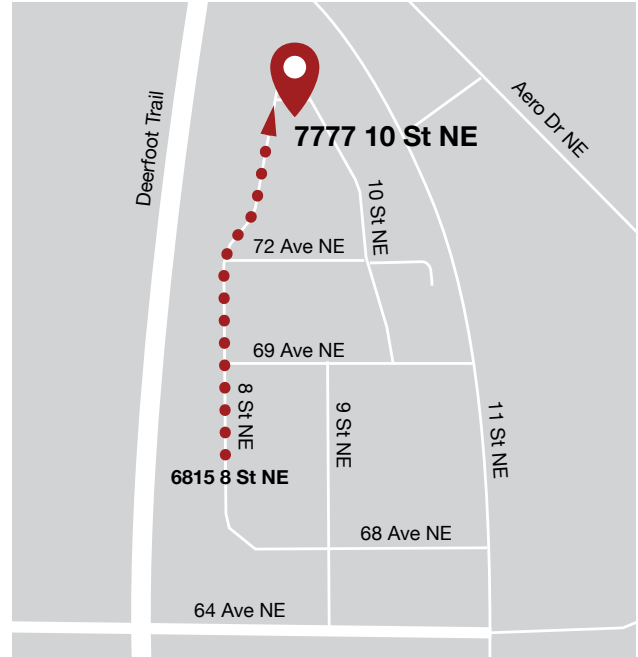 Deerfoot Trail
Aero Dr NE
7777 10 St NE
10 St NE
72 Ave NE
69 Ave NE
8 St NE
9 St NE
11 St NE
6815 8 St NE
68 Ave NE
64 Ave NE